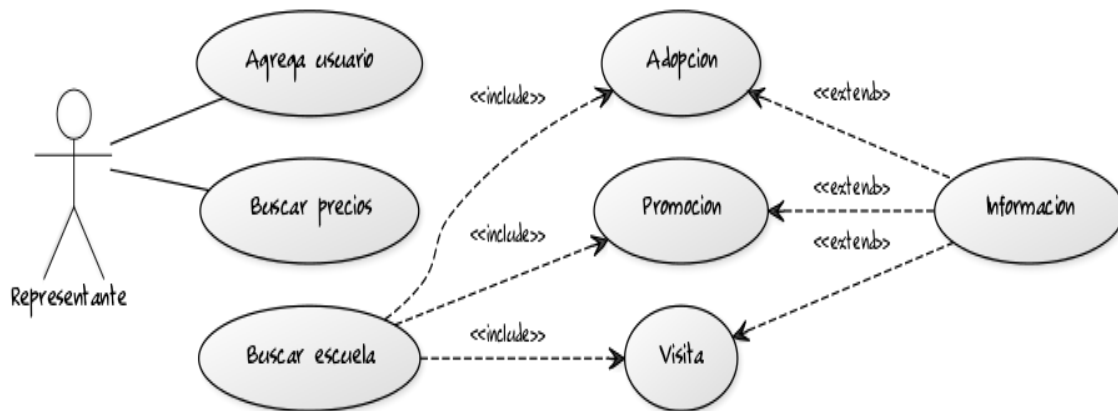 Agrega usuario
Adopcion
<<include>>
<<extend>>
Buscar precios
Promocion
Informacion
<<extend>>
<<include>>
<<extend>>
Representante
Buscar escuela
<<include>>
Visita